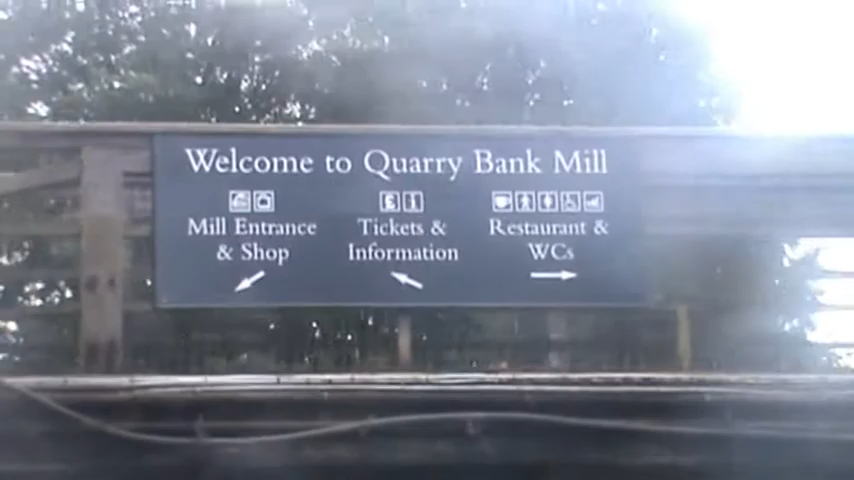 Welcome to Quarry Bank Mill
£ i
Mill Entrance
& Shop
Tickets &
Information
Restaurant &
WCs